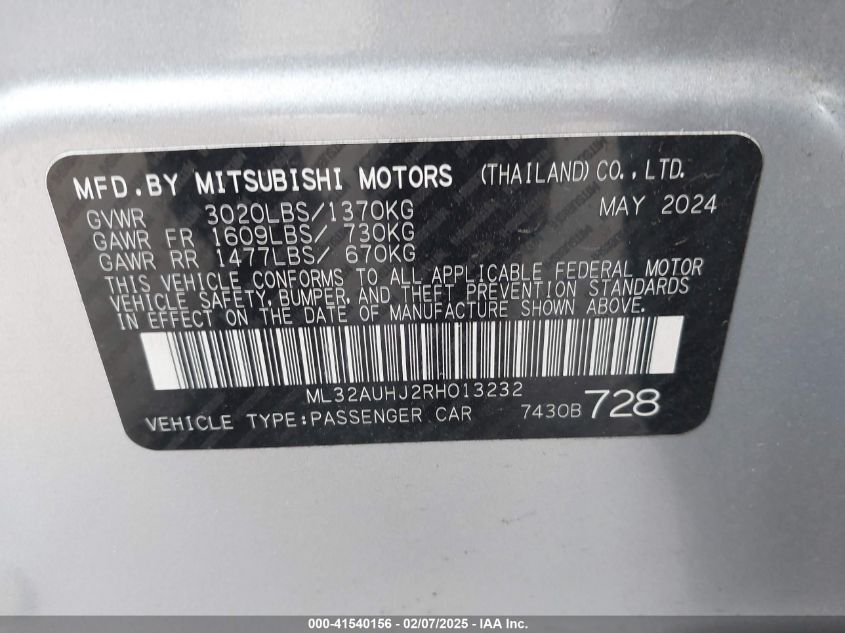 MFD.BY MITSUBISHI MOTORS (THAILAND) CO.,LTD.
GVWR 3020LBS/1370KG MAY 2024
GAWR FR 1609LBS/ 730KG
GAWR RR 1477LBS/ 670KG
THIS VEHICLE CONFORMS TO ALL APPLICABLE FEDERAL MOTOR
VEHICLE SAFETY, BUMPER, AND THEFT PREVENTION STANDARDS
IN EFFECT ON THE DATE OF MANUFACTURE SHOWN ABOVE.
ML32AUHJ2RH013232
VEHICLE TYPE:PASSENGER CAR 7430B 728
000-41540156 - 02/07/2025 - IAA Inc.